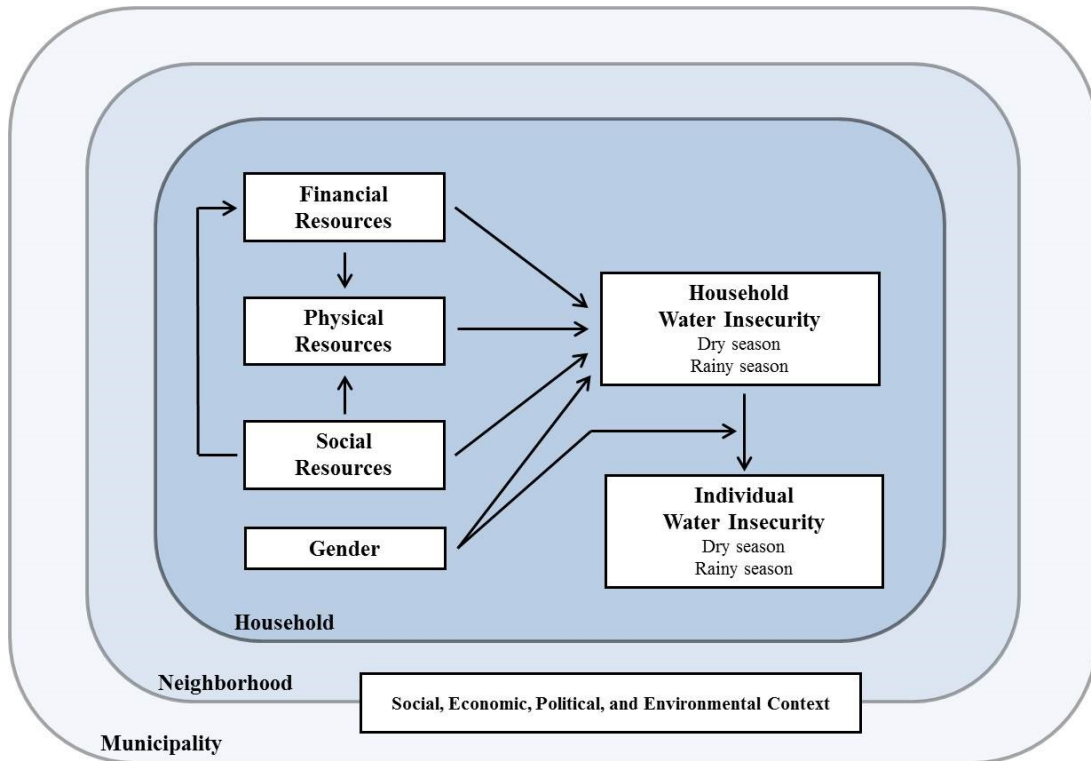 Financial
Resources
Physical
Resources
Social
Resources
Gender
Household
Water Insecurity
Dry season
Rainy season
Individual
Water Insecurity
Dry season
Rainy season
Household
Neighborhood
Social, Economic, Political, and Environmental Context
Municipality